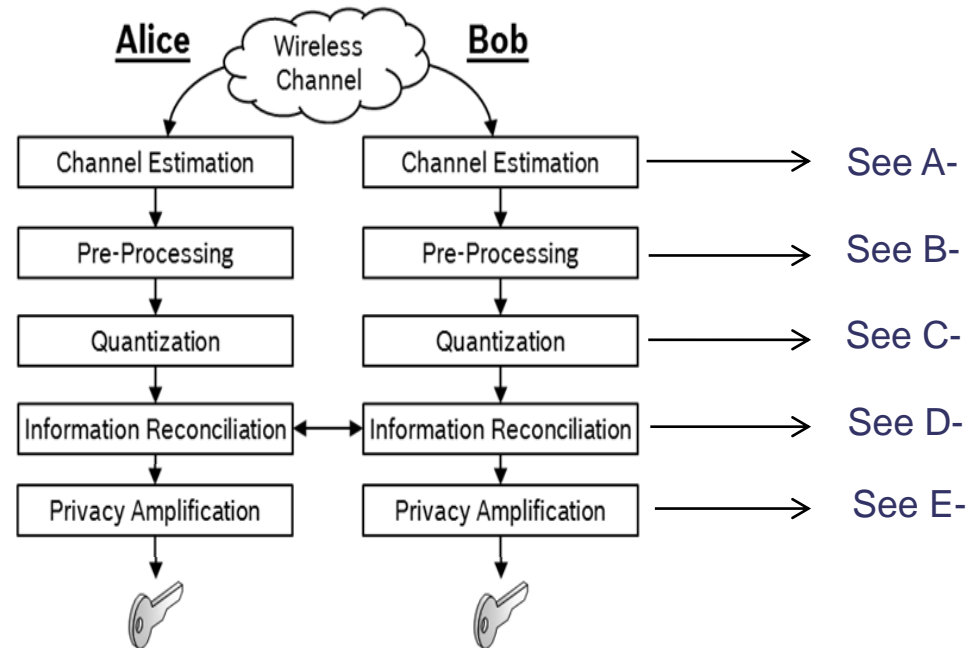 Alice
Bob
Wireless
Channel
Channel Estimation
Channel Estimation
See A-
Pre-Processing
Pre-Processing
See B-
Quantization
Quantization
See C-
Information Reconciliation
Information Reconciliation
See D-
Privacy Amplification
Privacy Amplification
See E-